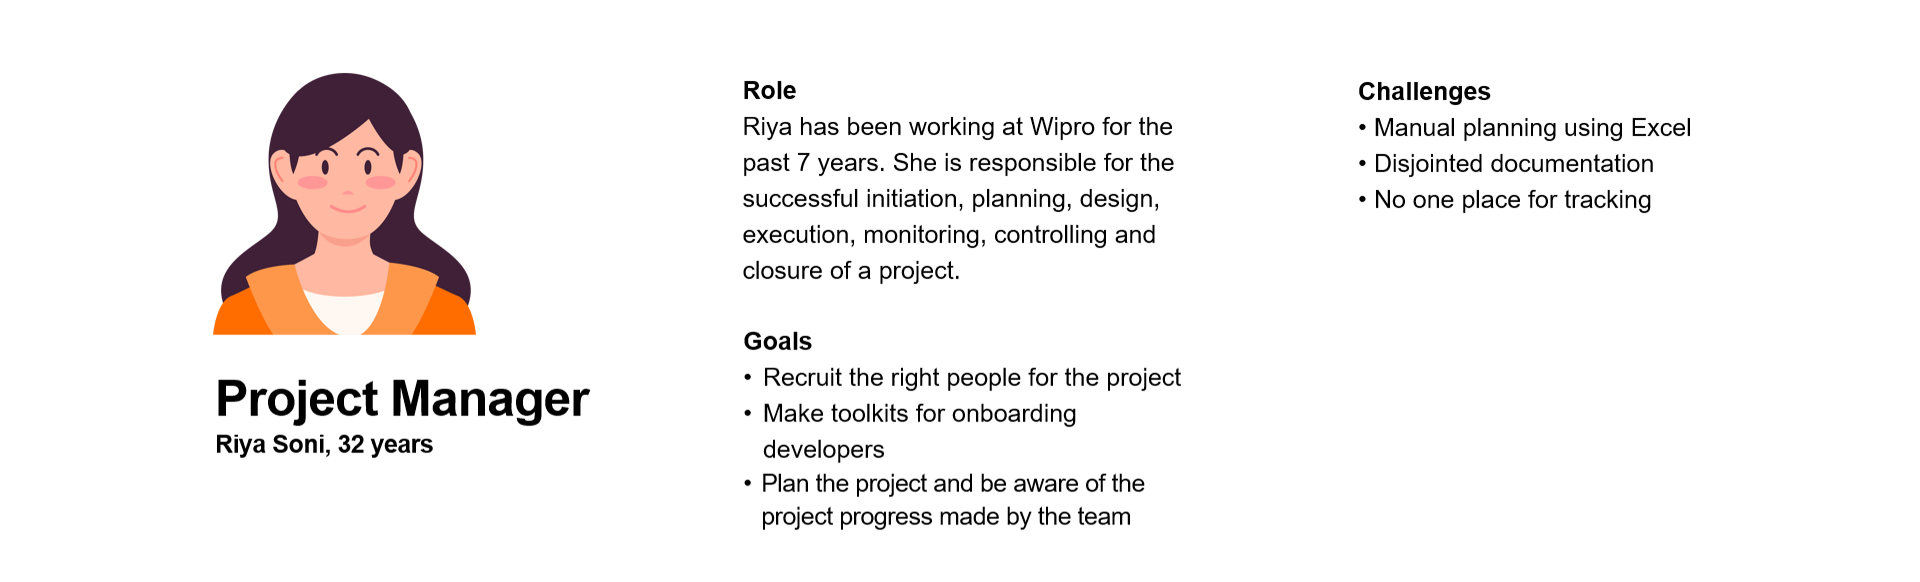 Project Manager
Riya Soni, 32 years
Role
Riya has been working at Wipro for the
past 7 years. She is responsible for the
successful initiation, planning, design,
execution, monitoring, controlling and
closure of a project.
Goals
• Recruit the right people for the project
• Make toolkits for onboarding
developers
• Plan the project and be aware of the
project progress made by the team
Challenges
• Manual planning using Excel
• Disjointed documentation
• No one place for tracking